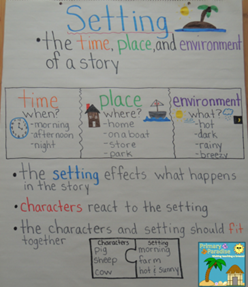 Setting
• the time, place, and environment
of a story
time
when?
-morning
-afternoon
-night
place
where?
-home
-on a boat
-store
-park
environment
what?
-hot
-dark
-rainy
-breezy
• the setting effects what happens
in the story
• characters react to the setting
• the characters and setting should fit
together
Characters
pig
sheep
cow
Setting
morning
farm
hot & sunny
Primary
Paradise